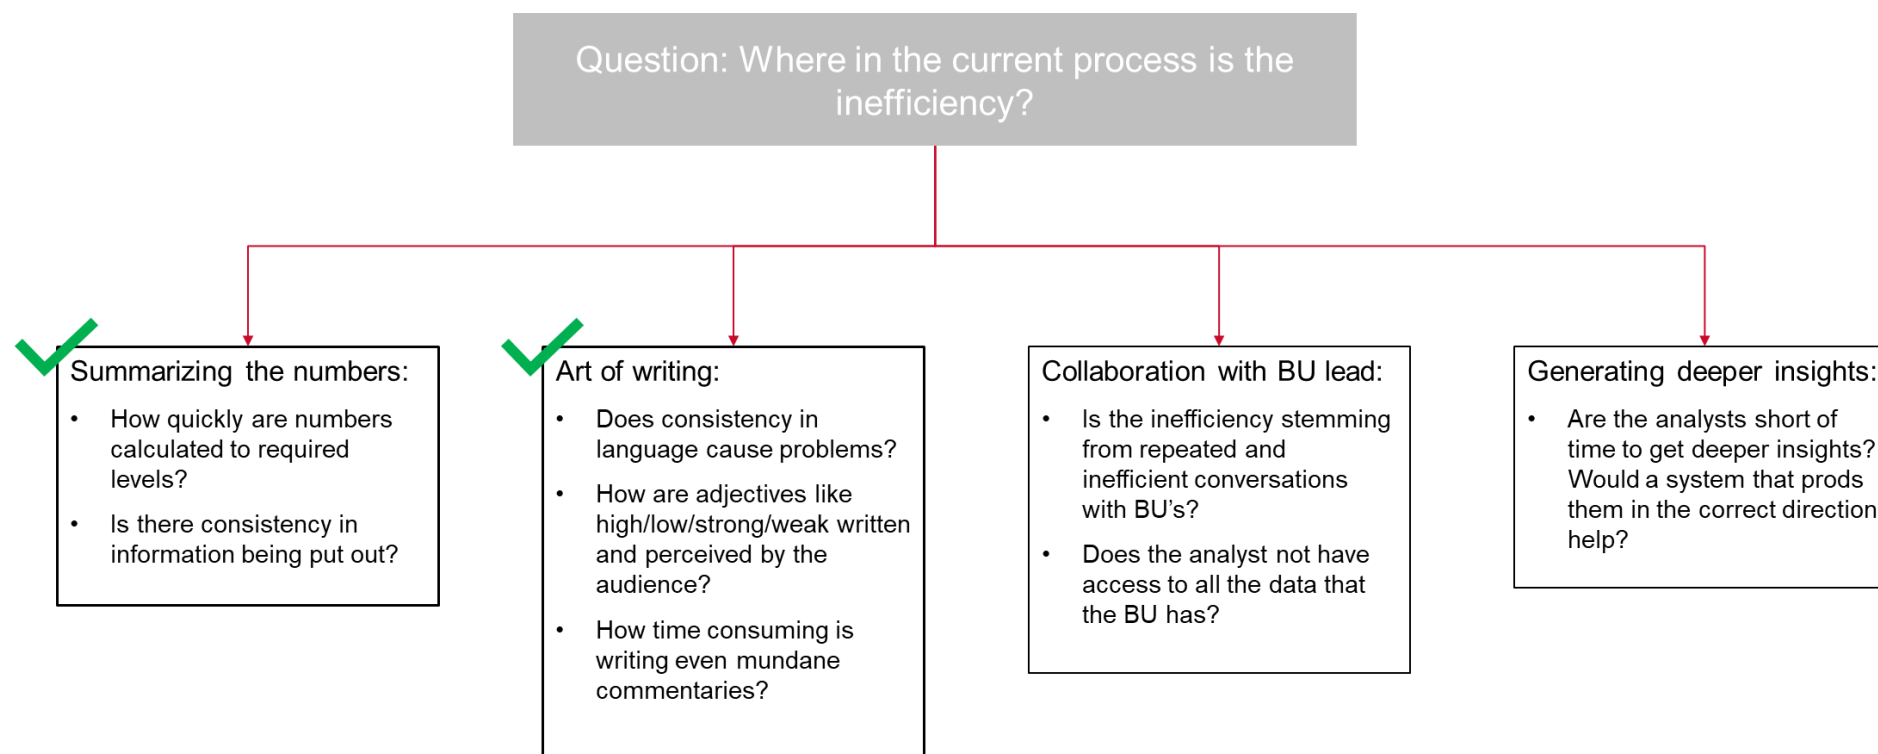 Question: Where in the current process is the
inefficiency?
Summarizing the numbers:
• How quickly are numbers
calculated to required
levels?
• Is there consistency in
information being put out?
Art of writing:
• Does consistency in
language cause problems?
• How are adjectives like
high/low/strong/weak written
and perceived by the
audience?
• How time consuming is
writing even mundane
commentaries?
Collaboration with BU lead:
• Is the inefficiency stemming
from repeated and
inefficient conversations
with BU’s?
• Does the analyst not have
access to all the data that
the BU has?
Generating deeper insights:
• Are the analysts short of
time to get deeper insights?
Would a system that prods
them in the correct direction
help?